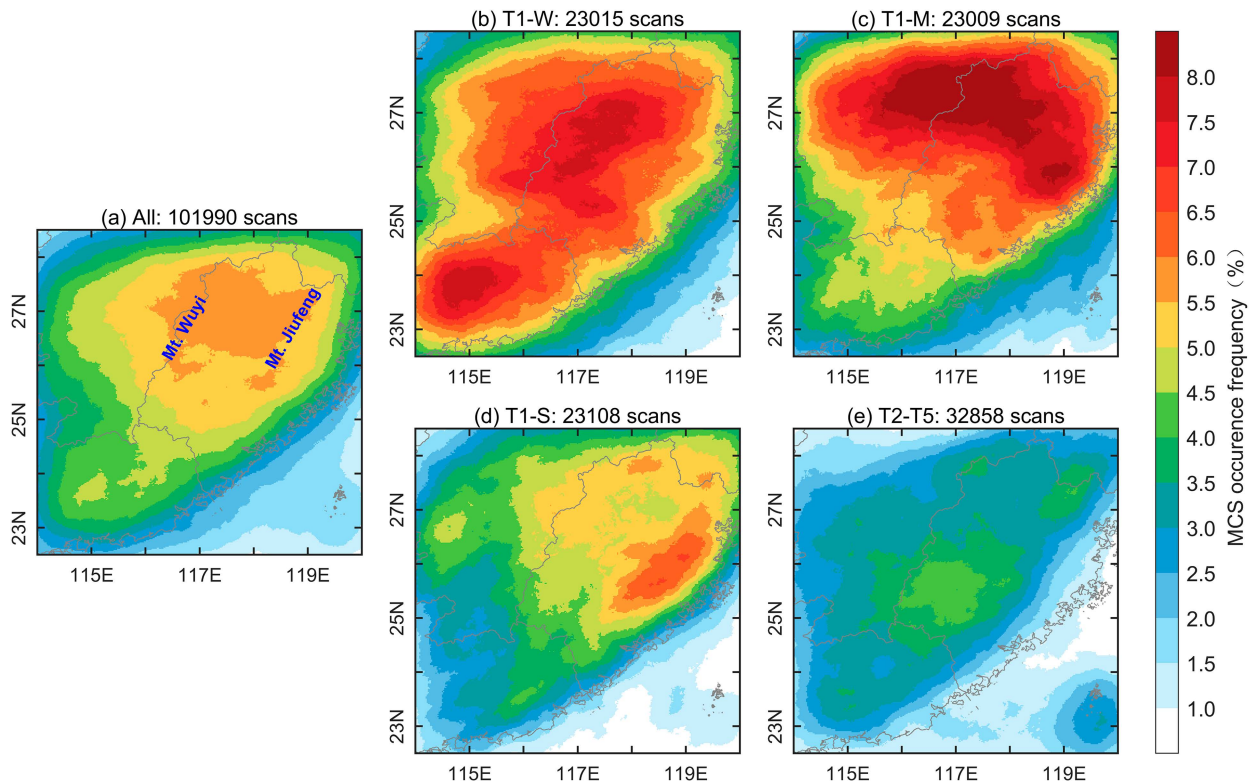 (b) T1-W: 23015 scans
(c) T1-M: 23009 scans
27N
25N
23N
115E 117E 119E
27N
25N
23N
115E 117E 119E
(a) All: 101990 scans
Mt. Wuyi
Mt. Jiufeng
27N
25N
23N
115E 117E 119E
(d) T1-S: 23108 scans
(e) T2-T5: 32858 scans
27N
25N
23N
115E 117E 119E
27N
25N
23N
115E 117E 119E
8.0
7.5
7.0
6.5
6.0
5.5
5.0
4.5
4.0
3.5
3.0
2.5
2.0
1.5
1.0
MCS occurrence frequency（%）